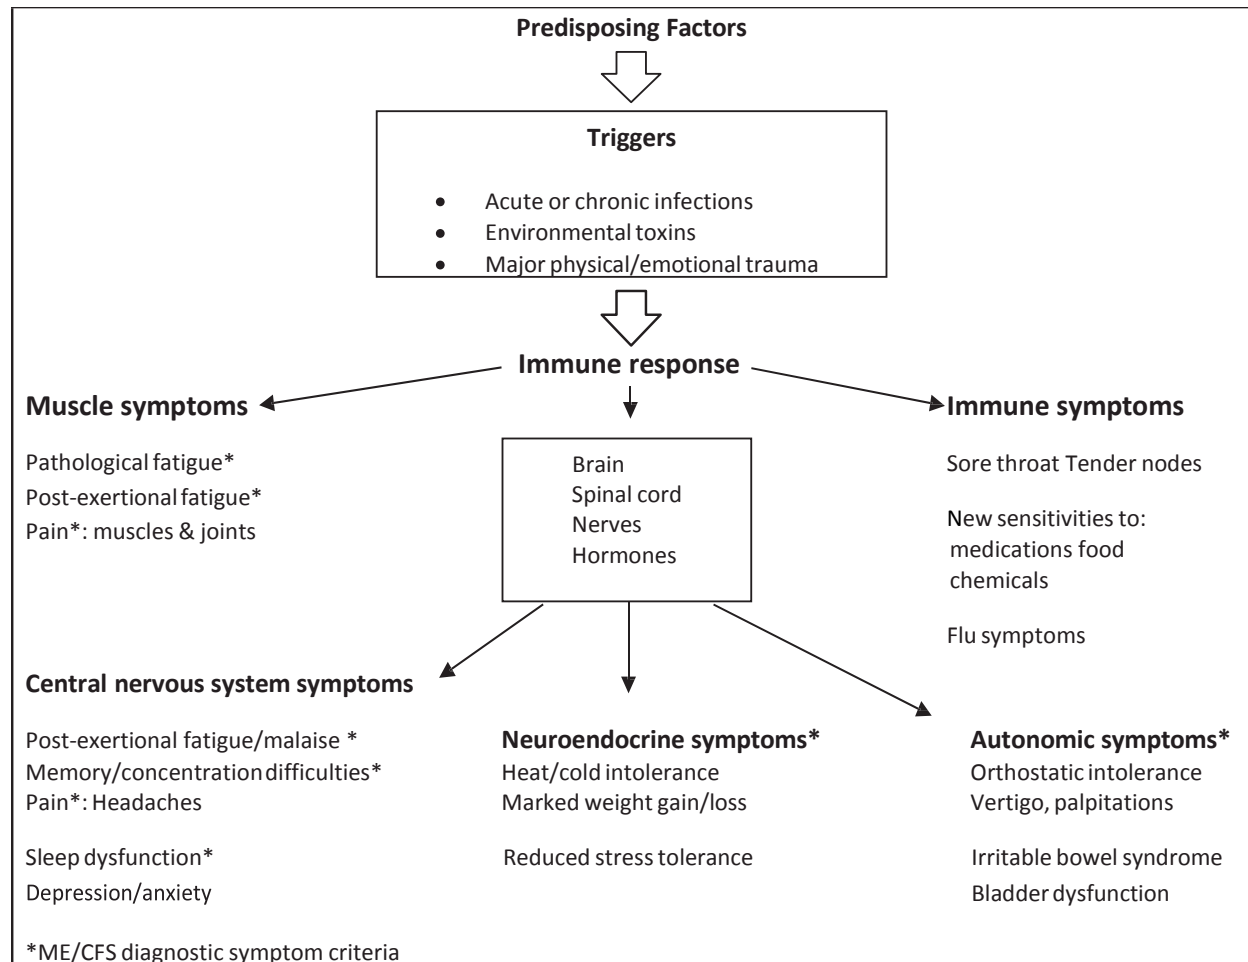 Predisposing Factors
Triggers
• Acute or chronic infections
• Environmental toxins
• Major physical/emotional trauma
Immune response
Muscle symptoms
Pathological fatigue*
Post-exertional fatigue*
Pain*: muscles & joints
Brain
Spinal cord
Nerves
Hormones
Immune symptoms
Sore throat Tender nodes
New sensitivities to:
medications food
chemicals
Flu symptoms
Central nervous system symptoms
Post-exertional fatigue/malaise *
Memory/concentration difficulties*
Pain*: Headaches
Sleep dysfunction*
Depression/anxiety
Neuroendocrine symptoms*
Heat/cold intolerance
Marked weight gain/loss
Reduced stress tolerance
Autonomic symptoms*
Orthostatic intolerance
Vertigo, palpitations
Irritable bowel syndrome
Bladder dysfunction
*ME/CFS diagnostic symptom criteria